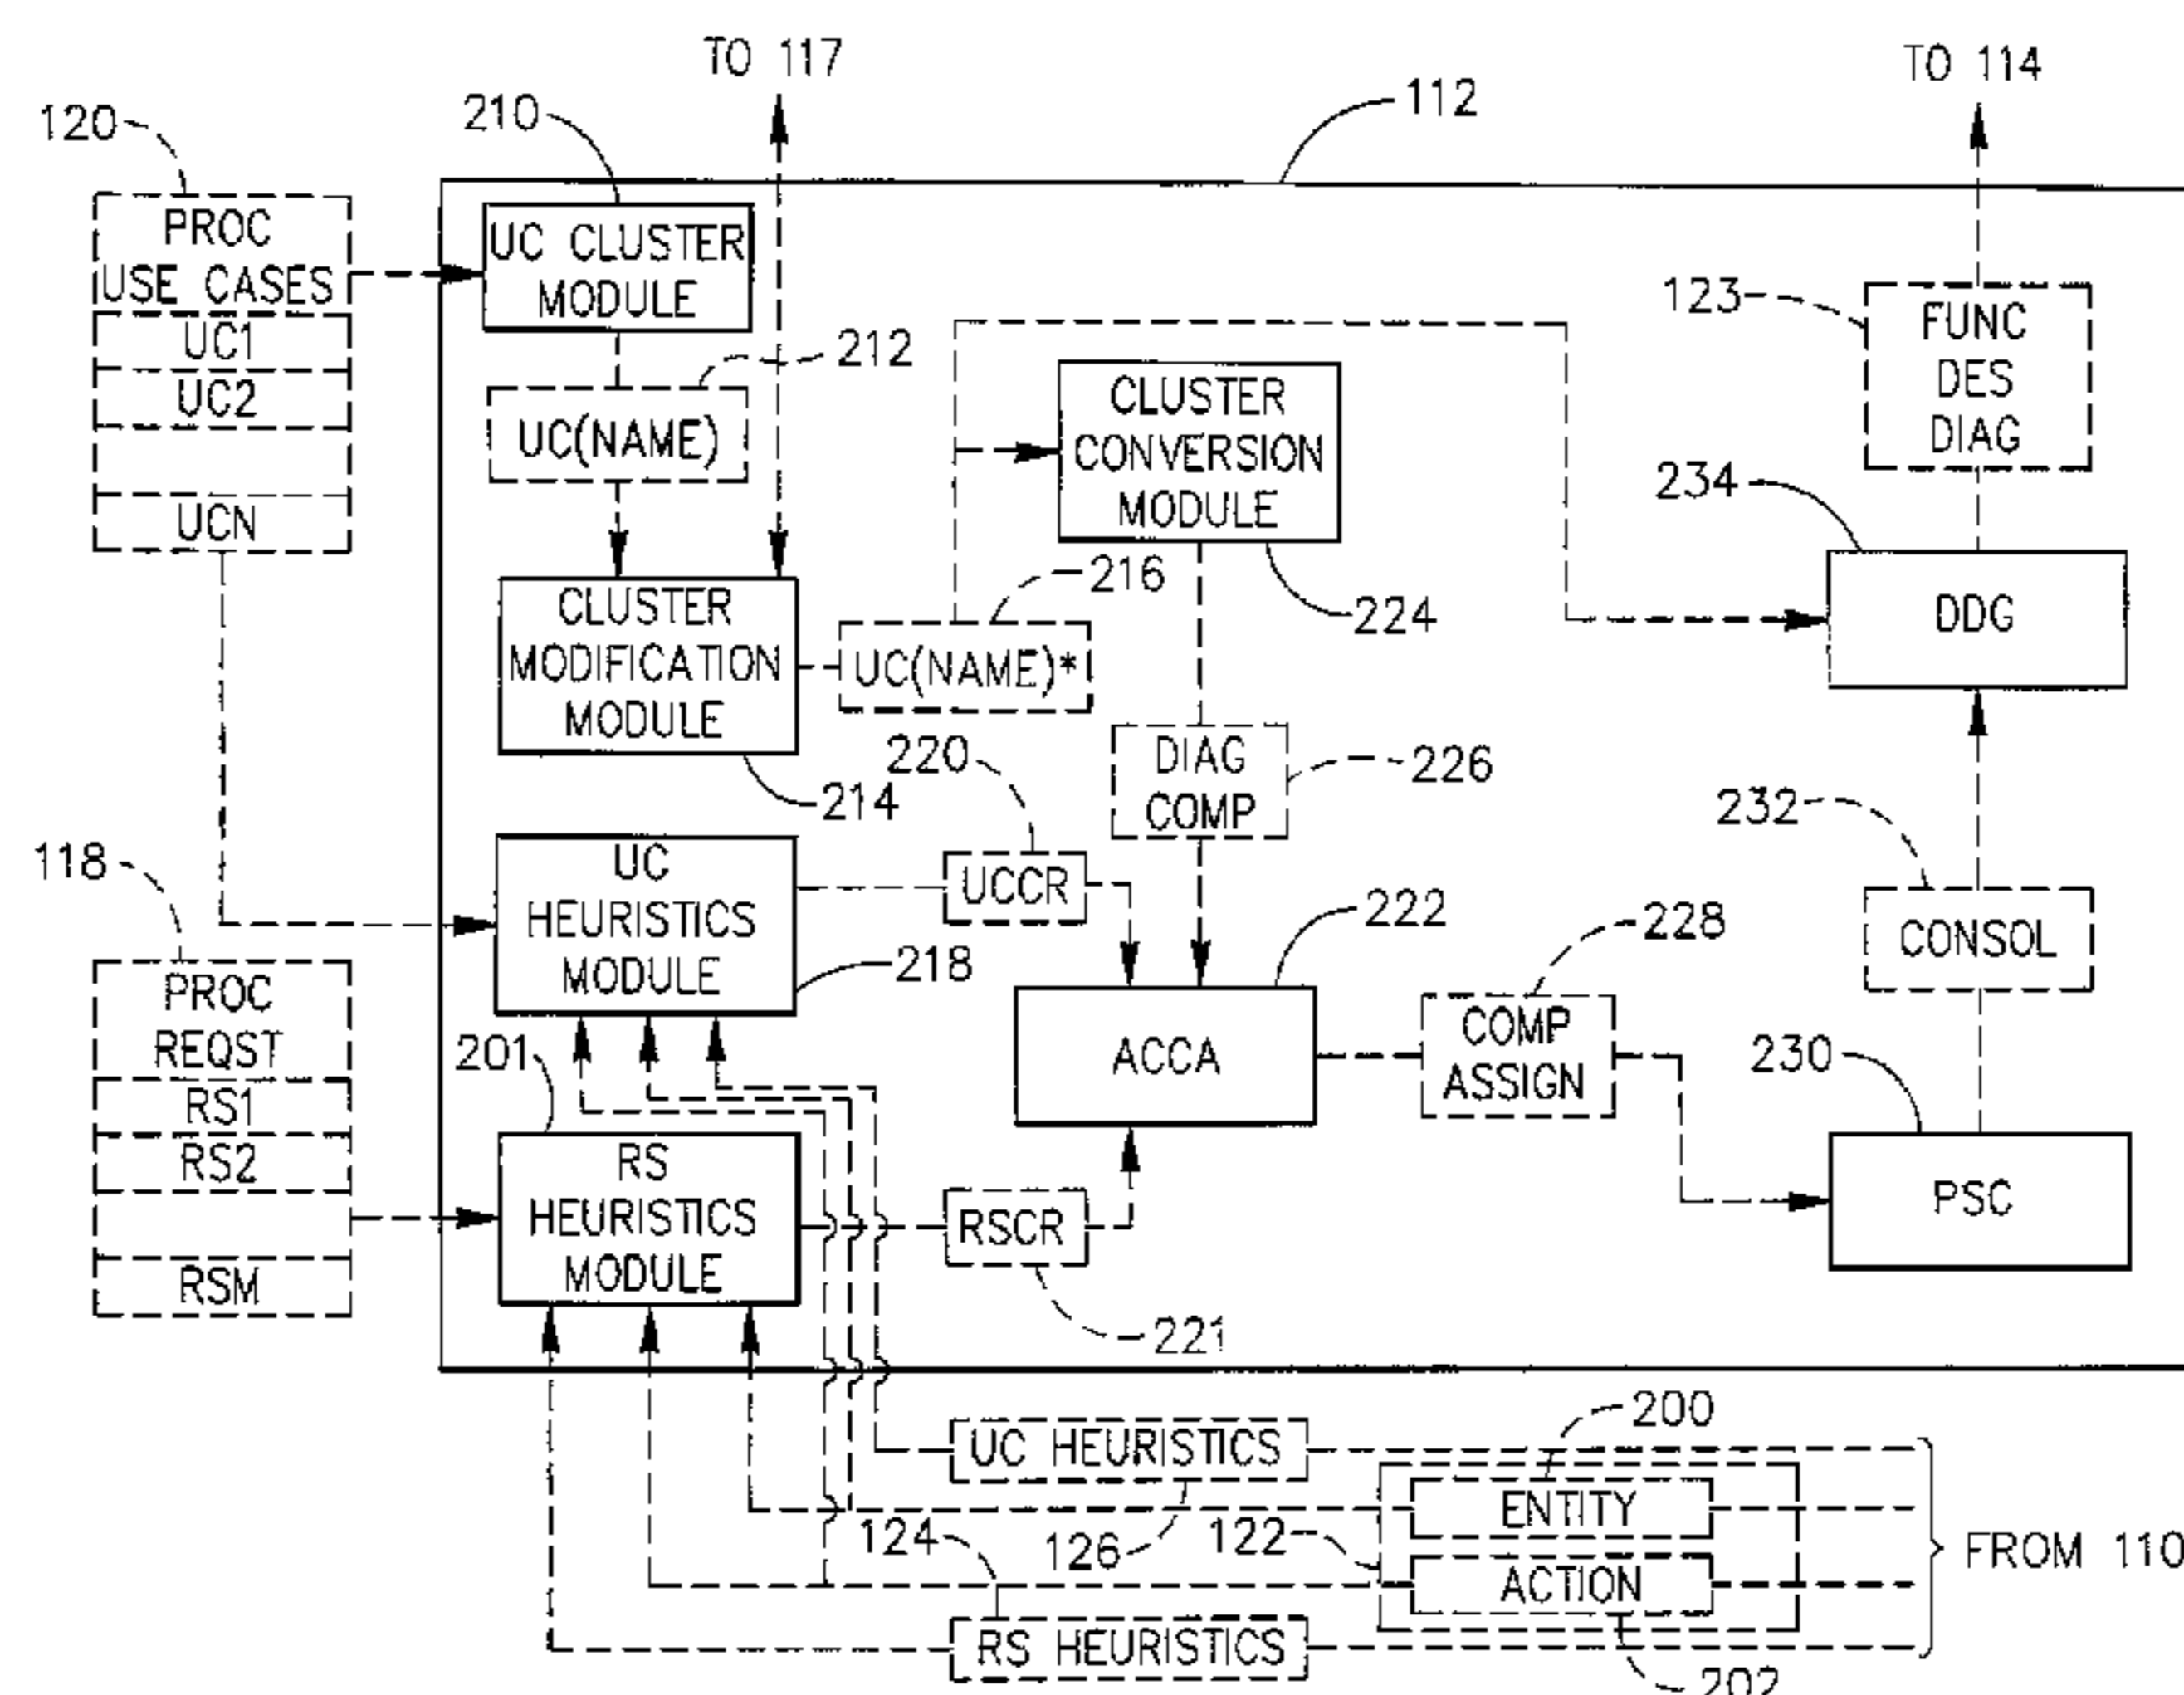 TO 117
TO 114
120
210
112
PROC
USE CASES
UC1
UC2
UCN
UC CLUSTER
MODULE
212
UC(NAME)
CLUSTER
CONVERSION
MODULE
224
123
FUNC
DES
DIAG
234
DDG
CLUSTER
MODIFICATION
MODULE
214
216
UC(NAME)*
DIAG
COMP
226
220
UCCR
232
CONSOL
118
PROC
REQST
RS1
RS2
RSM
UC
HEURISTICS
MODULE
218
222
ACCA
228
COMP
ASSIGN
230
PSC
201
RS
HEURISTICS
MODULE
RSCR
221
200
UC HEURISTICS
ENTITY
124
126
122
ACTION
FROM 110
RS HEURISTICS
202